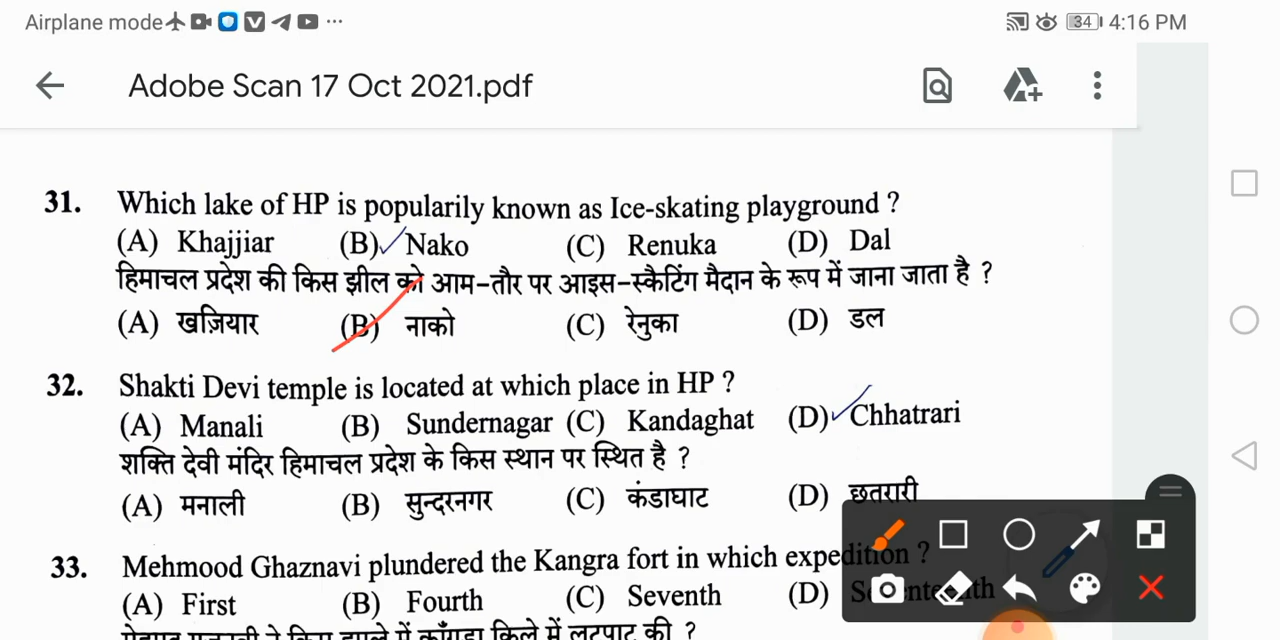 Airplane mode ... 34 4:16 PM
Adobe Scan 17 Oct 2021.pdf
31. Which lake of HP is popularily known as Ice-skating playground ?
(A) Khajjiar (B) Nako (C) Renuka (D) Dal
हिमाचल प्रदेश की किस झील को आम-तौर पर आइस-स्कैटिंग मैदान के रूप में जाना जाता है ?
(A) खज़ियार (B) नाको (C) रेनुका (D) डल
32. Shakti Devi temple is located at which place in HP ?
(A) Manali (B) Sundernagar (C) Kandaghat (D) Chhatrari
शक्ति देवी मंदिर हिमाचल प्रदेश के किस स्थान पर स्थित है ?
(A) मनाली (B) सुन्दरनगर (C) कंडाघाट (D) छतरारी
33. Mehmood Ghaznavi plundered the Kangra fort in which expedition ?
(A) First (B) Fourth (C) Seventh (D)
किले में लूटपाट की ?